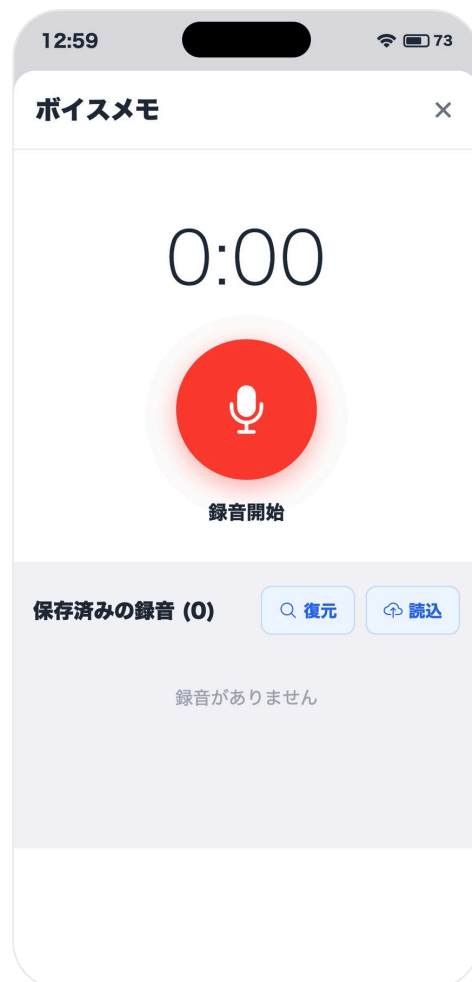 12:59 73
ボイスメモ
0:00
録音開始
保存済みの録音 (0) 復元 読込
録音がありません